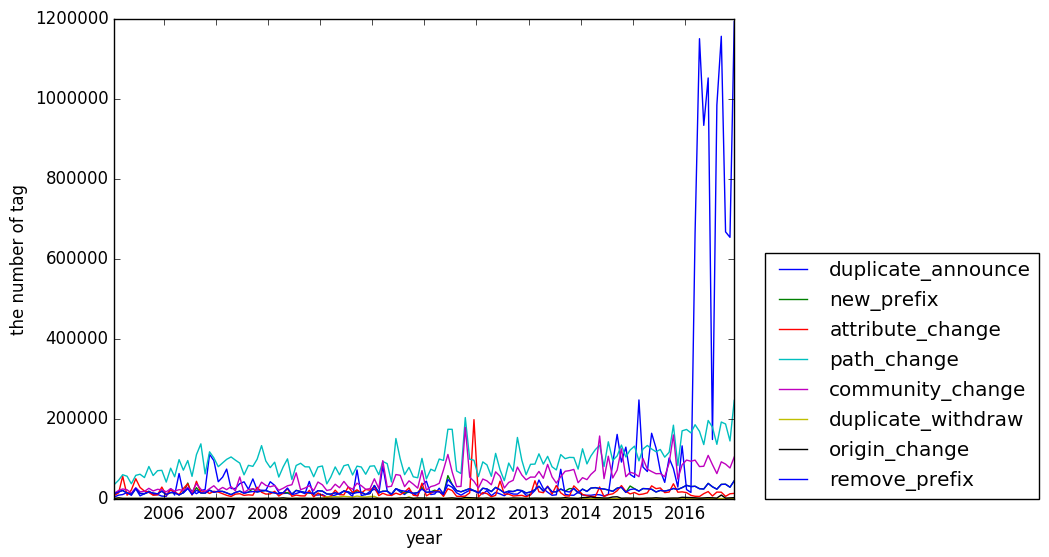 1200000
1000000
800000
600000
400000
200000
0
the number of tag
2006 2007 2008 2009 2010 2011 2012 2013 2014 2015 2016
year
duplicate_announce
new_prefix
attribute_change
path_change
community_change
duplicate_withdraw
origin_change
remove_prefix